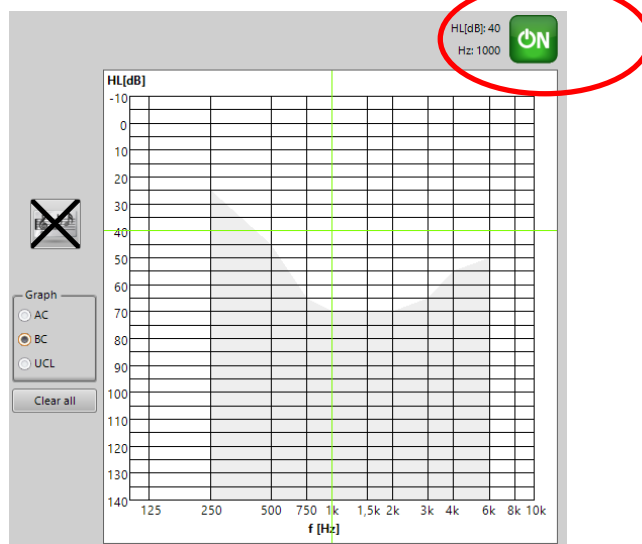 HL[dB]: 40
Hz: 1000
ON
HL[dB]
-10
0
10
20
30
40
50
60
70
80
90
100
110
120
130
140
125 250 500 750 1k 1,5k 2k 3k 4k 6k 8k 10k
f [Hz]
Graph
AC
BC
UCL
Clear all